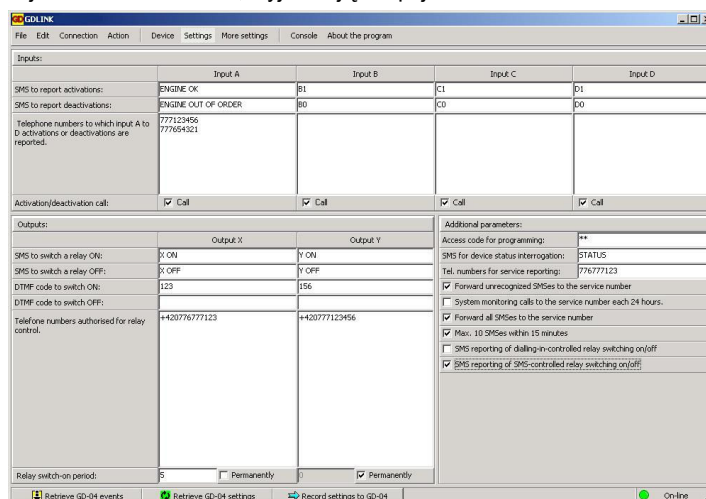 GDLINK
File Edit Connection Action Device Settings More settings Console About the program
Inputs:
Input A Input B Input C Input D
SMS to report activations: ENGINE OK B1 C1 D1
SMS to report deactivations: ENGINE OUT OF ORDER B0 C0 D0
Telephone numbers to which input A to D activations or deactivations are reported.
777123456
777654321
Activation/deactivation call: Call Call Call Call
Outputs:
Output X Output Y
SMS to switch a relay ON: X ON Y ON
SMS to switch a relay OFF: X OFF Y OFF
DTMF code to switch ON: 123 156
DTMF code to switch OFF:
Telefone numbers authorised for relay control.
+420776777123 +420777123456
Relay switch-on period: 5 Permanently 0 Permanently
Additional parameters:
Access code for programming: **
SMS for device status interrogation: STATUS
Tel. numbers for service reporting: 776777123
Forward unrecognized SMSes to the service number
System monitoring calls to the service number each 24 hours.
Forward all SMSes to the service number
Max. 10 SMSes within 15 minutes
SMS reporting of dialling-in-controlled relay switching on/off
SMS reporting of SMS-controlled relay switching on/off
Retrieve GD-04 events Retrieve GD-04 settings Record settings to GD-04 On-line